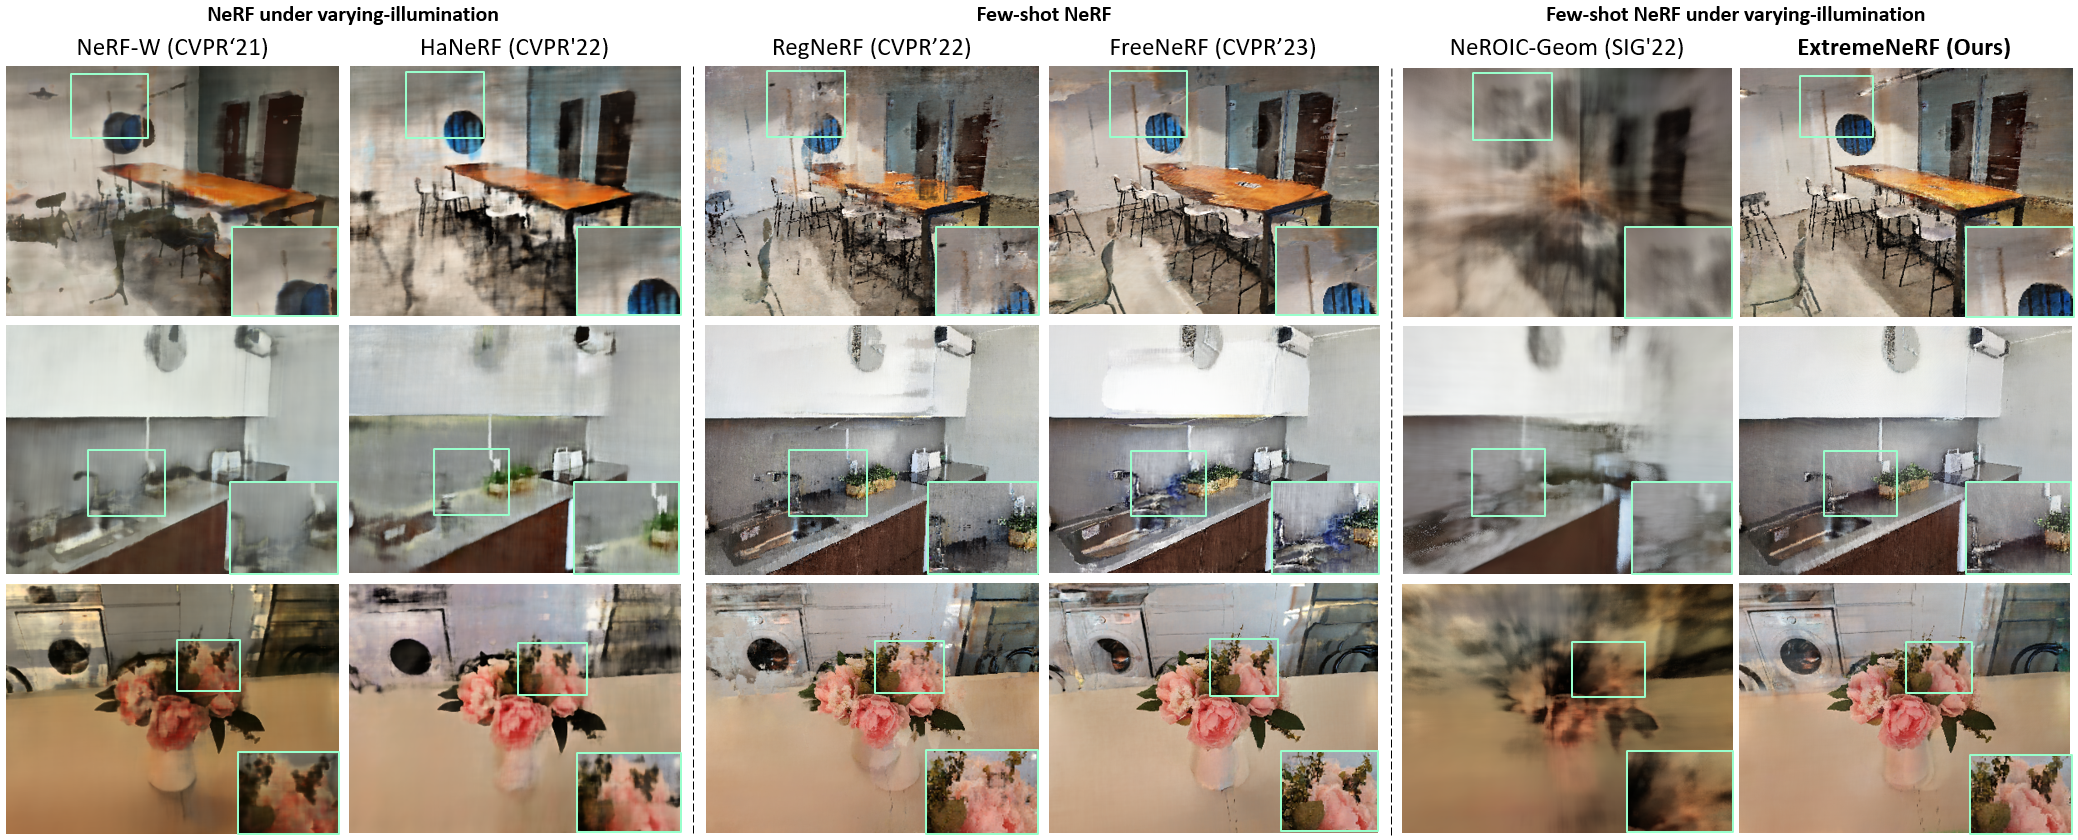 NeRF under varying-illumination
Few-shot NeRF
Few-shot NeRF under varying-illumination
NeRF-W (CVPR‘21)
HaNeRF (CVPR'22)
RegNeRF (CVPR’22)
FreeNeRF (CVPR’23)
NeROIC-Geom (SIG'22)
ExtremeNeRF (Ours)